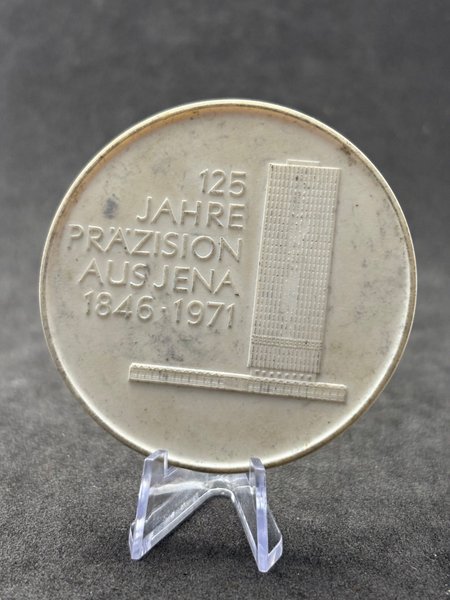 125
JAHRE
PRÄZISION
AUS JENA
1846·1971